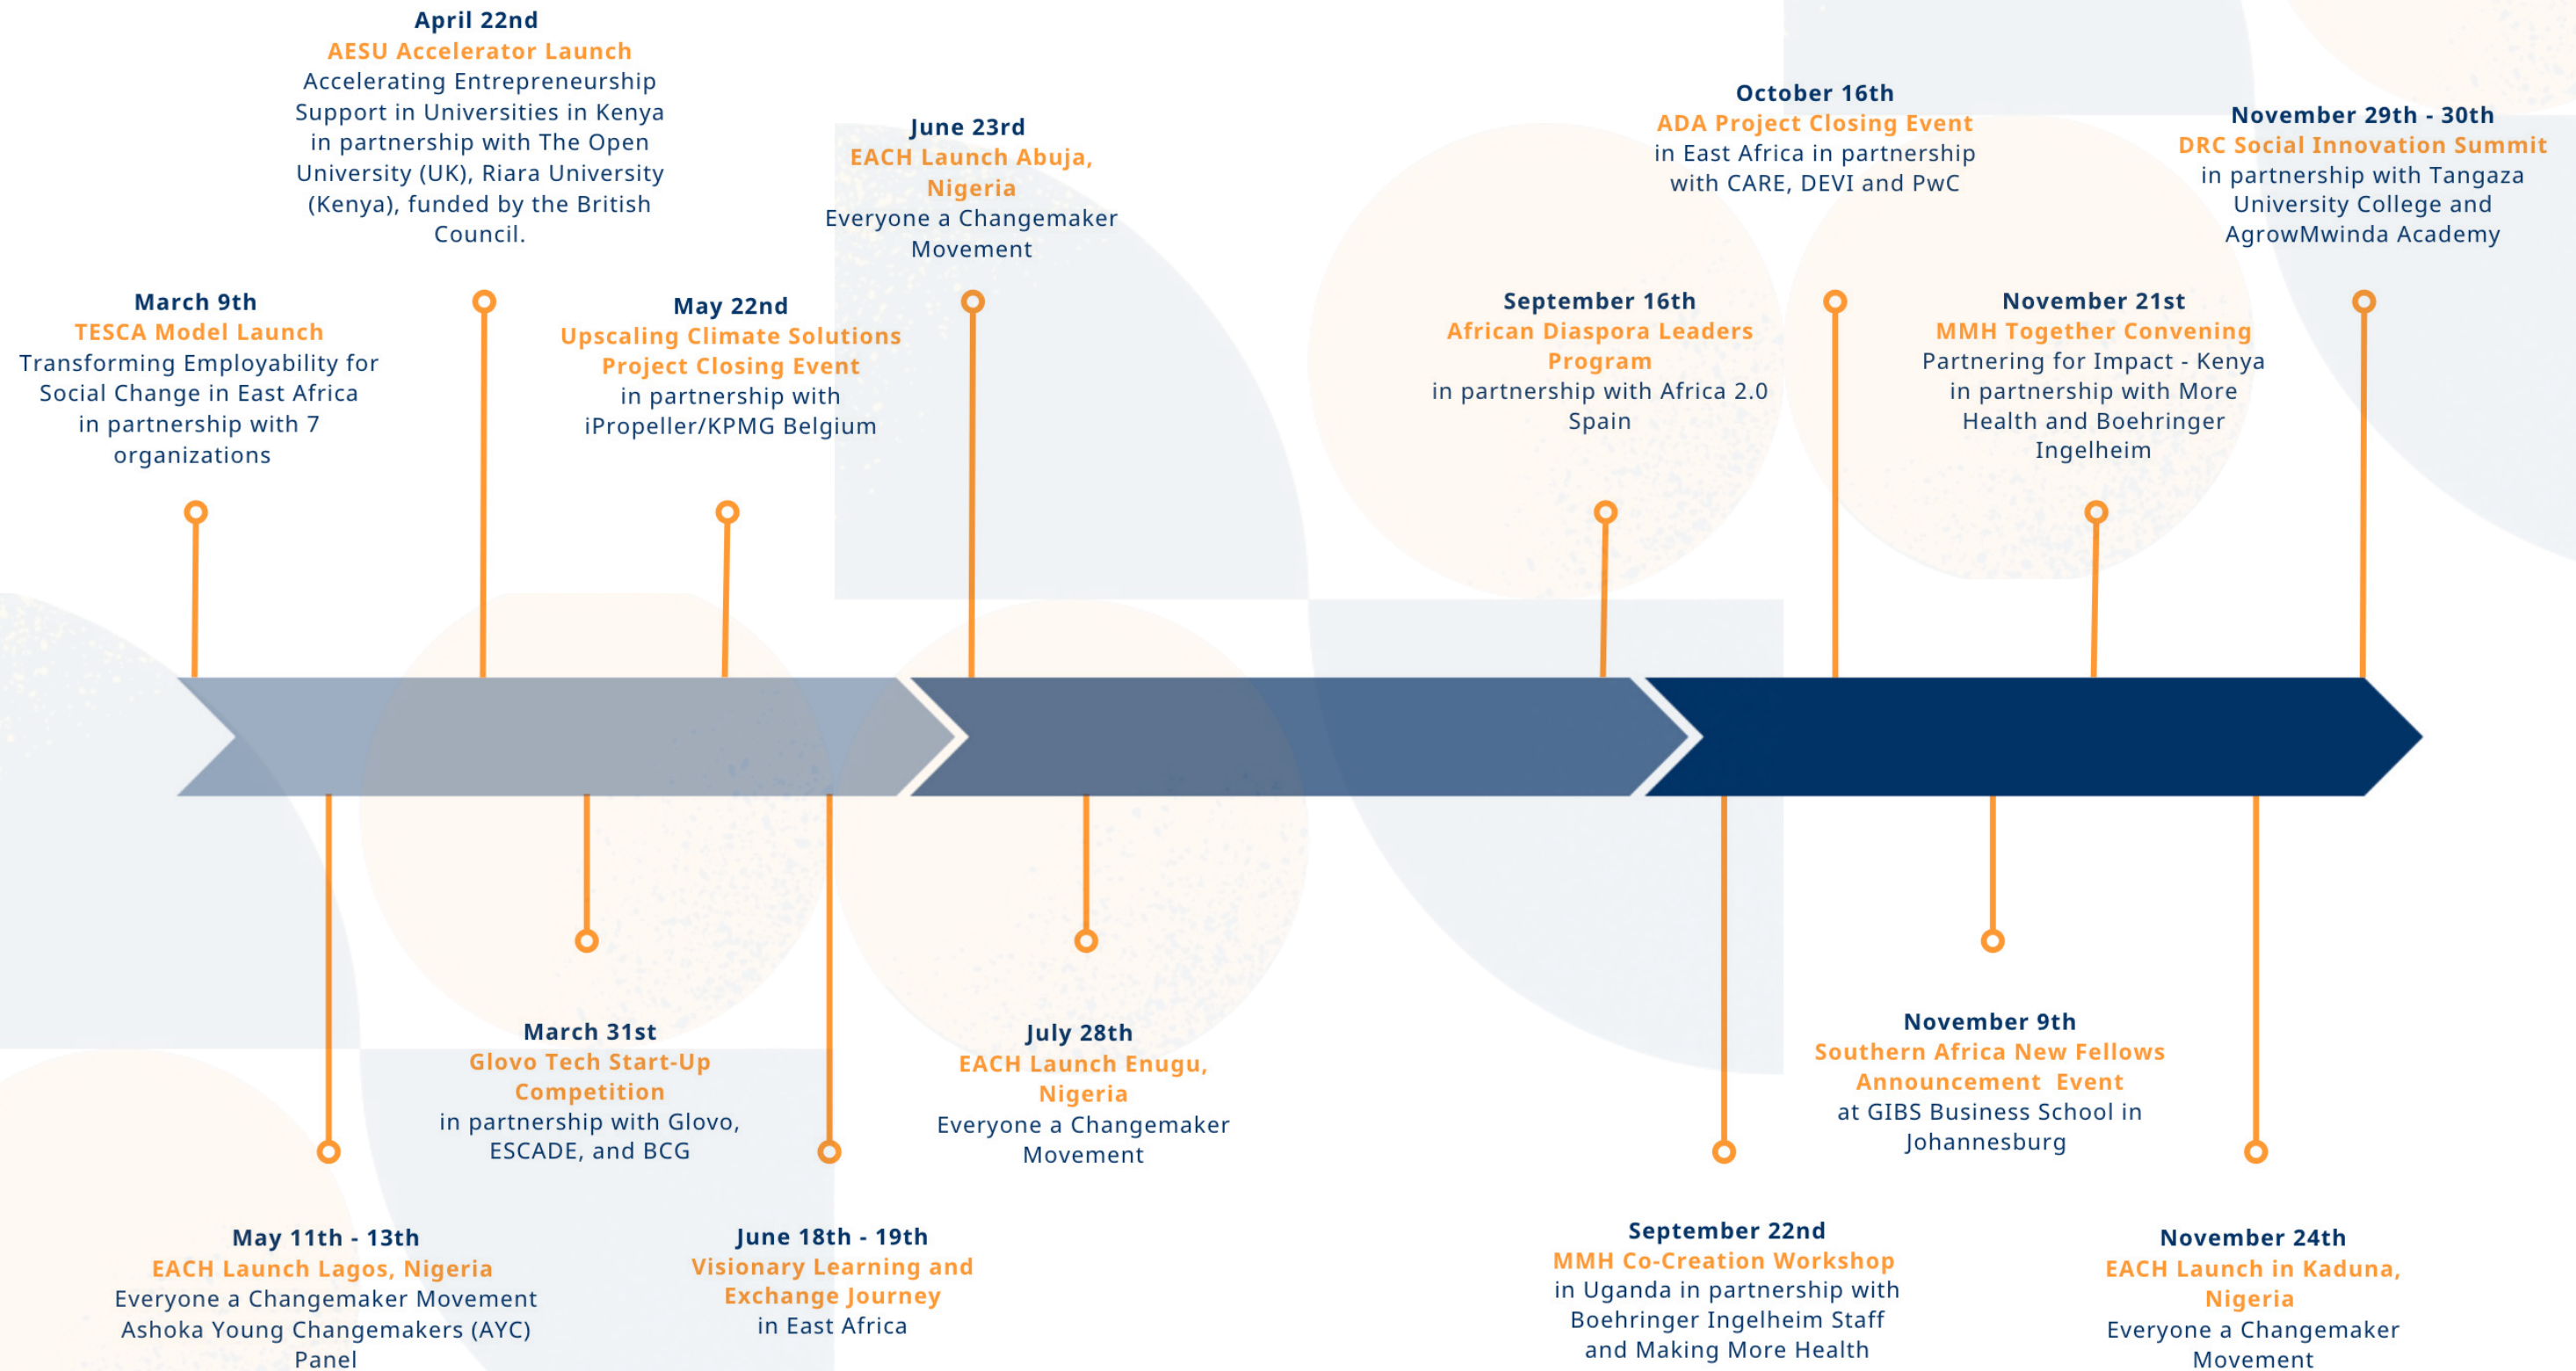 April 22nd
AESU Accelerator Launch
Accelerating Entrepreneurship
Support in Universities in Kenya
in partnership with The Open
University (UK), Riara University
(Kenya), funded by the British
Council.
June 23rd
EACH Launch Abuja,
Nigeria
Everyone a Changemaker
Movement
October 16th
ADA Project Closing Event
in East Africa in partnership
with CARE, DEVI and PwC
November 29th - 30th
DRC Social Innovation Summit
in partnership with Tangaza
University College and
AgrowMwinda Academy
March 9th
TESCA Model Launch
Transforming Employability for
Social Change in East Africa
in partnership with 7
organizations
May 22nd
Upscaling Climate Solutions
Project Closing Event
in partnership with
iPropeller/KPMG Belgium
September 16th
African Diaspora Leaders
Program
in partnership with Africa 2.0
Spain
November 21st
MMH Together Convening
Partnering for Impact - Kenya
in partnership with More
Health and Boehringer
Ingelheim
March 31st
Glovo Tech Start-Up
Competition
in partnership with Glovo,
ESCADE, and BCG
July 28th
EACH Launch Enugu,
Nigeria
Everyone a Changemaker
Movement
November 9th
Southern Africa New Fellows
Announcement Event
at GIBS Business School in
Johannesburg
May 11th - 13th
EACH Launch Lagos, Nigeria
Everyone a Changemaker Movement
Ashoka Young Changemakers (AYC)
Panel
June 18th - 19th
Visionary Learning and
Exchange Journey
in East Africa
September 22nd
MMH Co-Creation Workshop
in Uganda in partnership with
Boehringer Ingelheim Staff
and Making More Health
November 24th
EACH Launch in Kaduna,
Nigeria
Everyone a Changemaker
Movement